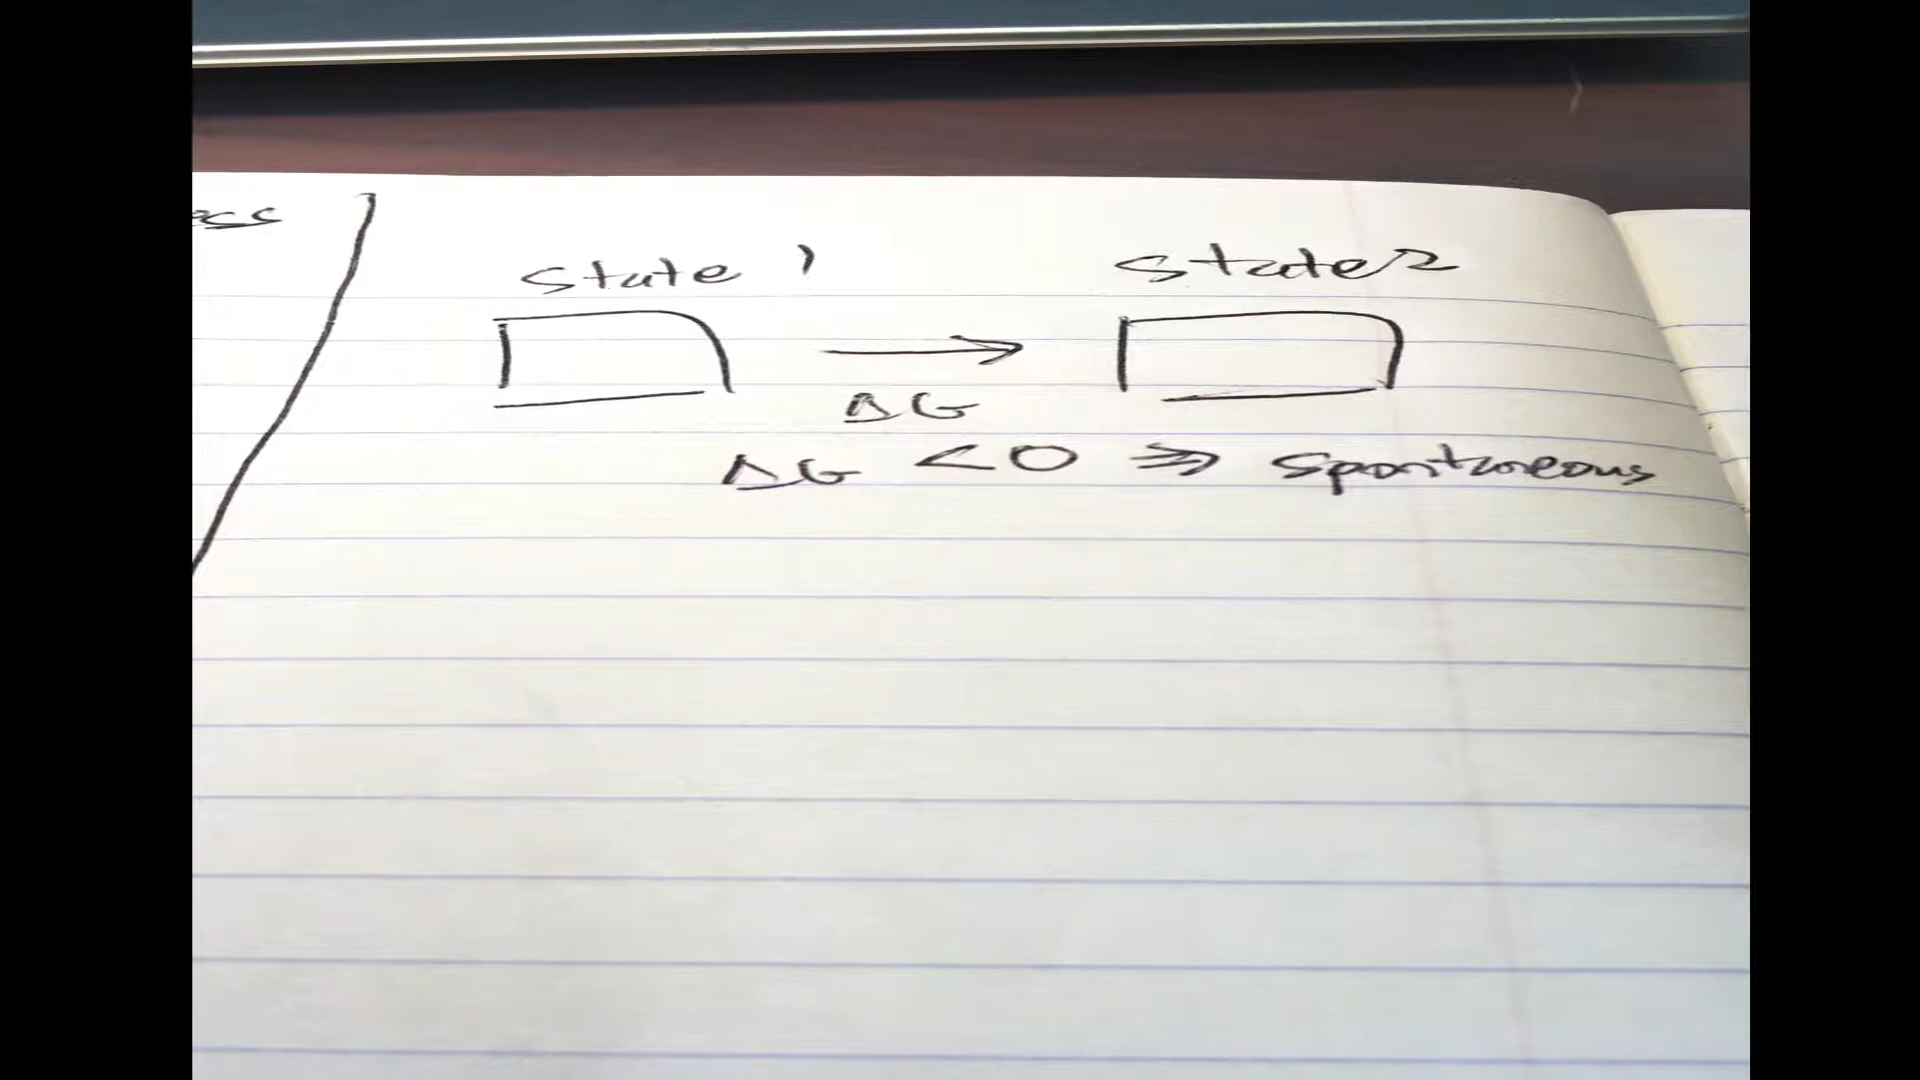 State 1 → State 2
ΔG
ΔG < 0 ⇒ spontaneous